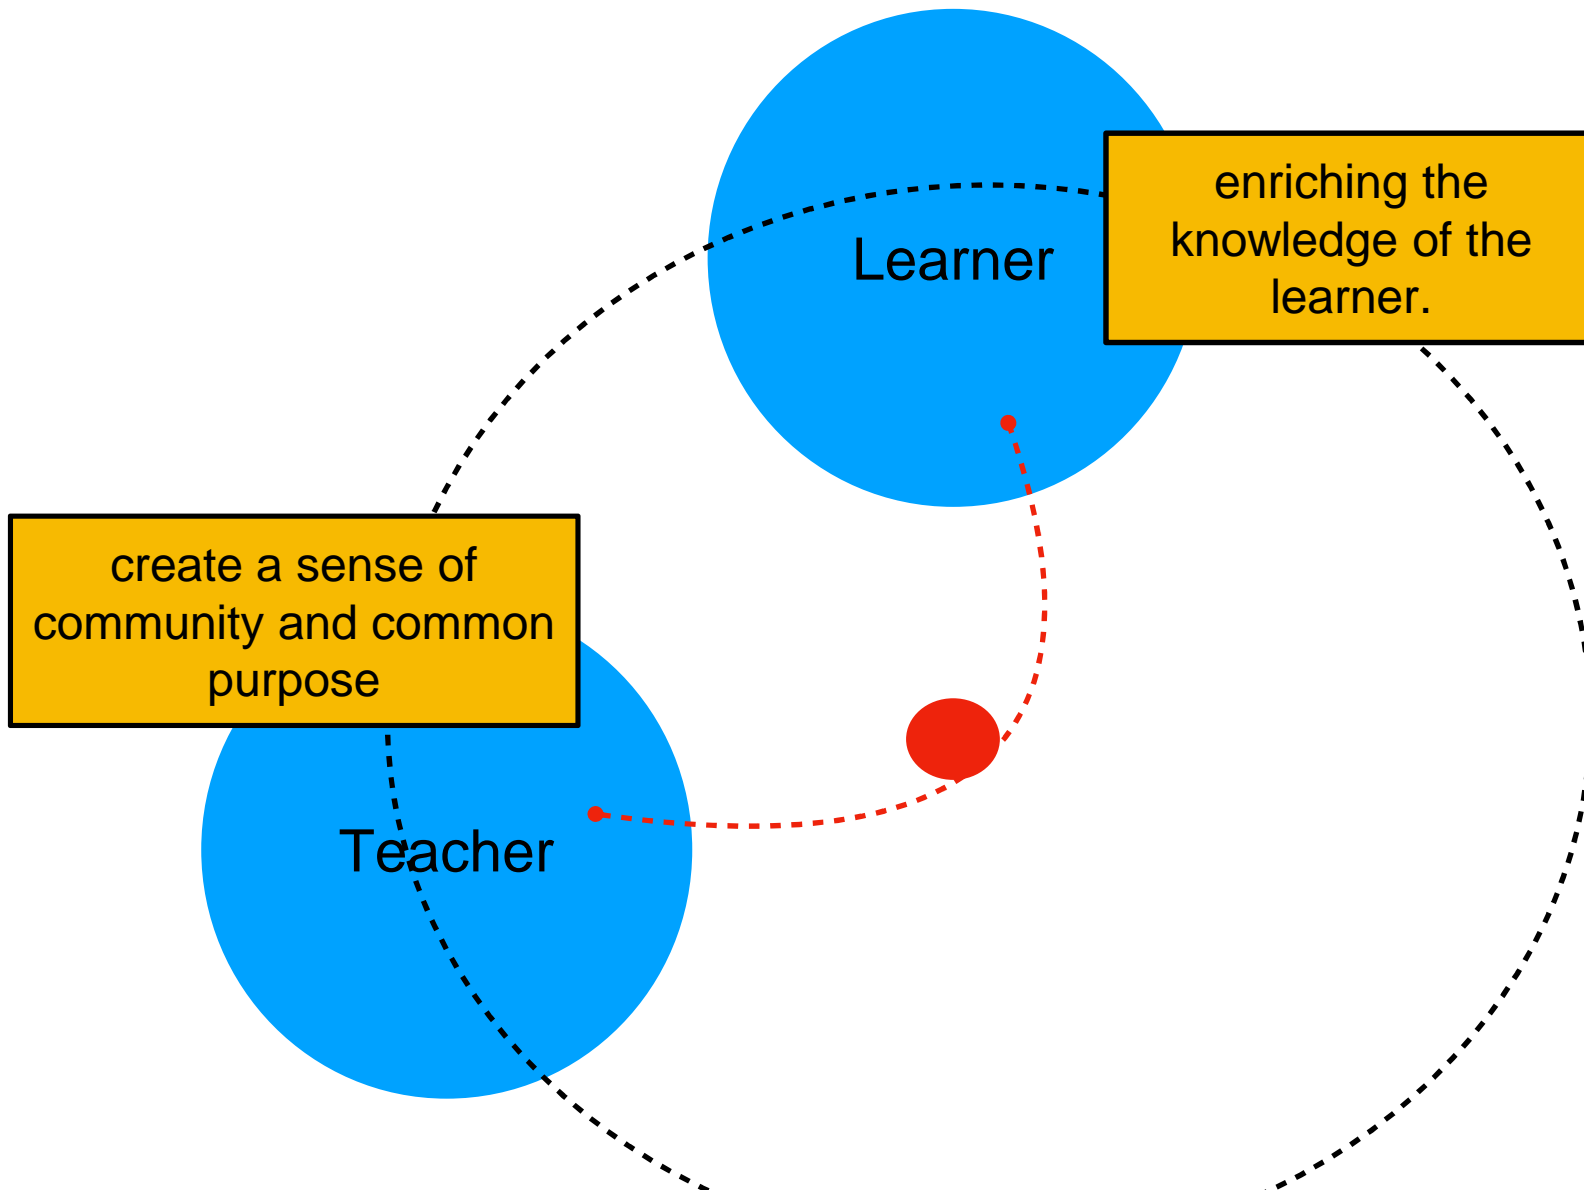 Learner
enriching the
knowledge of the
learner.
create a sense of
community and common
purpose
Teacher